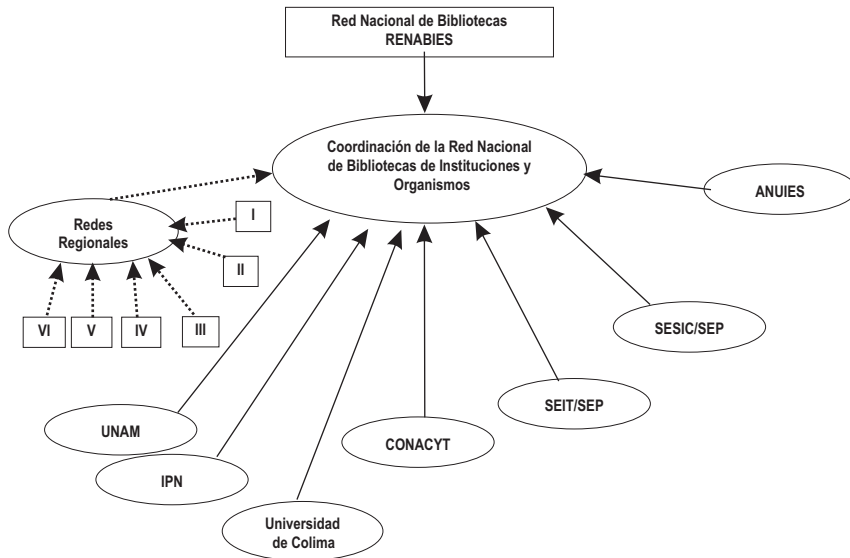 Red Nacional de Bibliotecas
RENABIES
Coordinación de la Red Nacional
de Bibliotecas de Instituciones y
Organismos
ANUIES
Redes
Regionales
I
II
VI
V
IV
III
SESIC/SEP
SEIT/SEP
UNAM
CONACYT
IPN
Universidad
de Colima